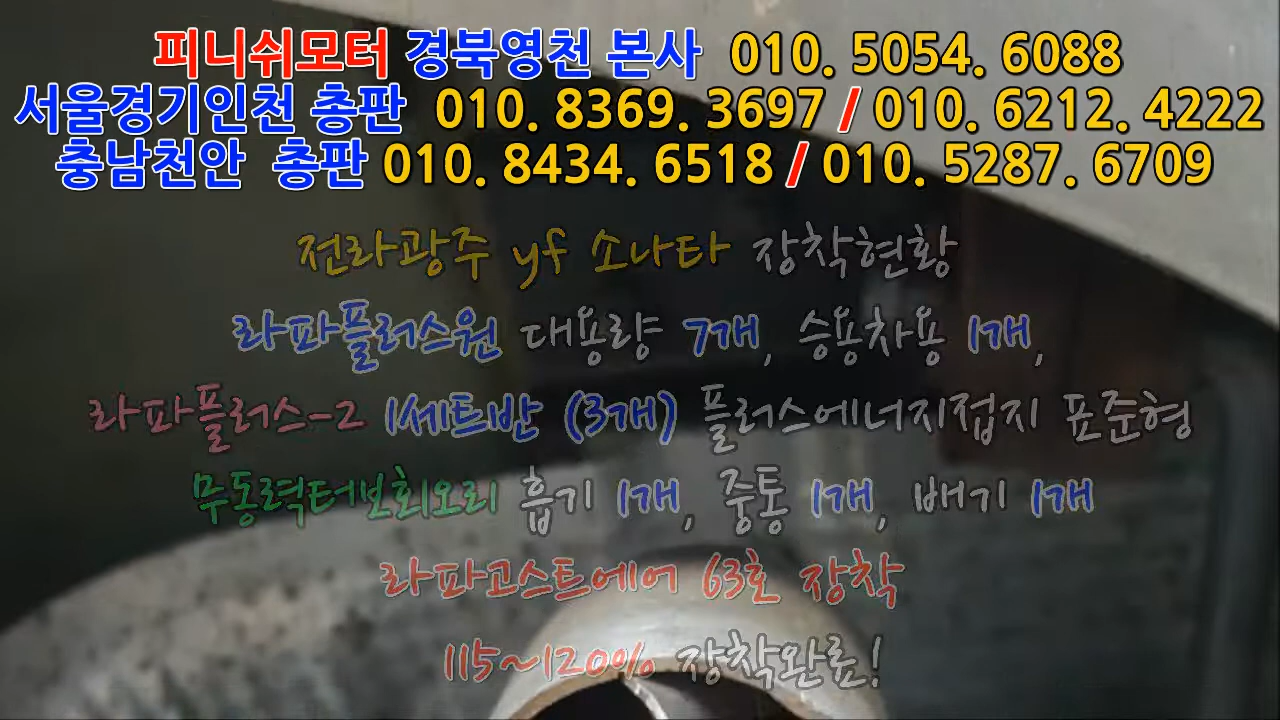 피니쉬모터 경북영천 본사 010. 5054. 6088
서울경기인천 총판 010. 8369. 3697 / 010. 6212. 4222
충남천안 총판 010. 8434. 6518 / 010. 5287. 6709
전라광주 yf 소나타 장착현황
라파플러스원 대용량 7개, 승용차용 1개,
라파플러스-2 1세트반 (3개) 플러스에너지접지 표준형
무동력터보회오리 흡기 1개, 중통 1개, 배기 1개
라파고스트에어 63호 장착
115~120% 장착완료!